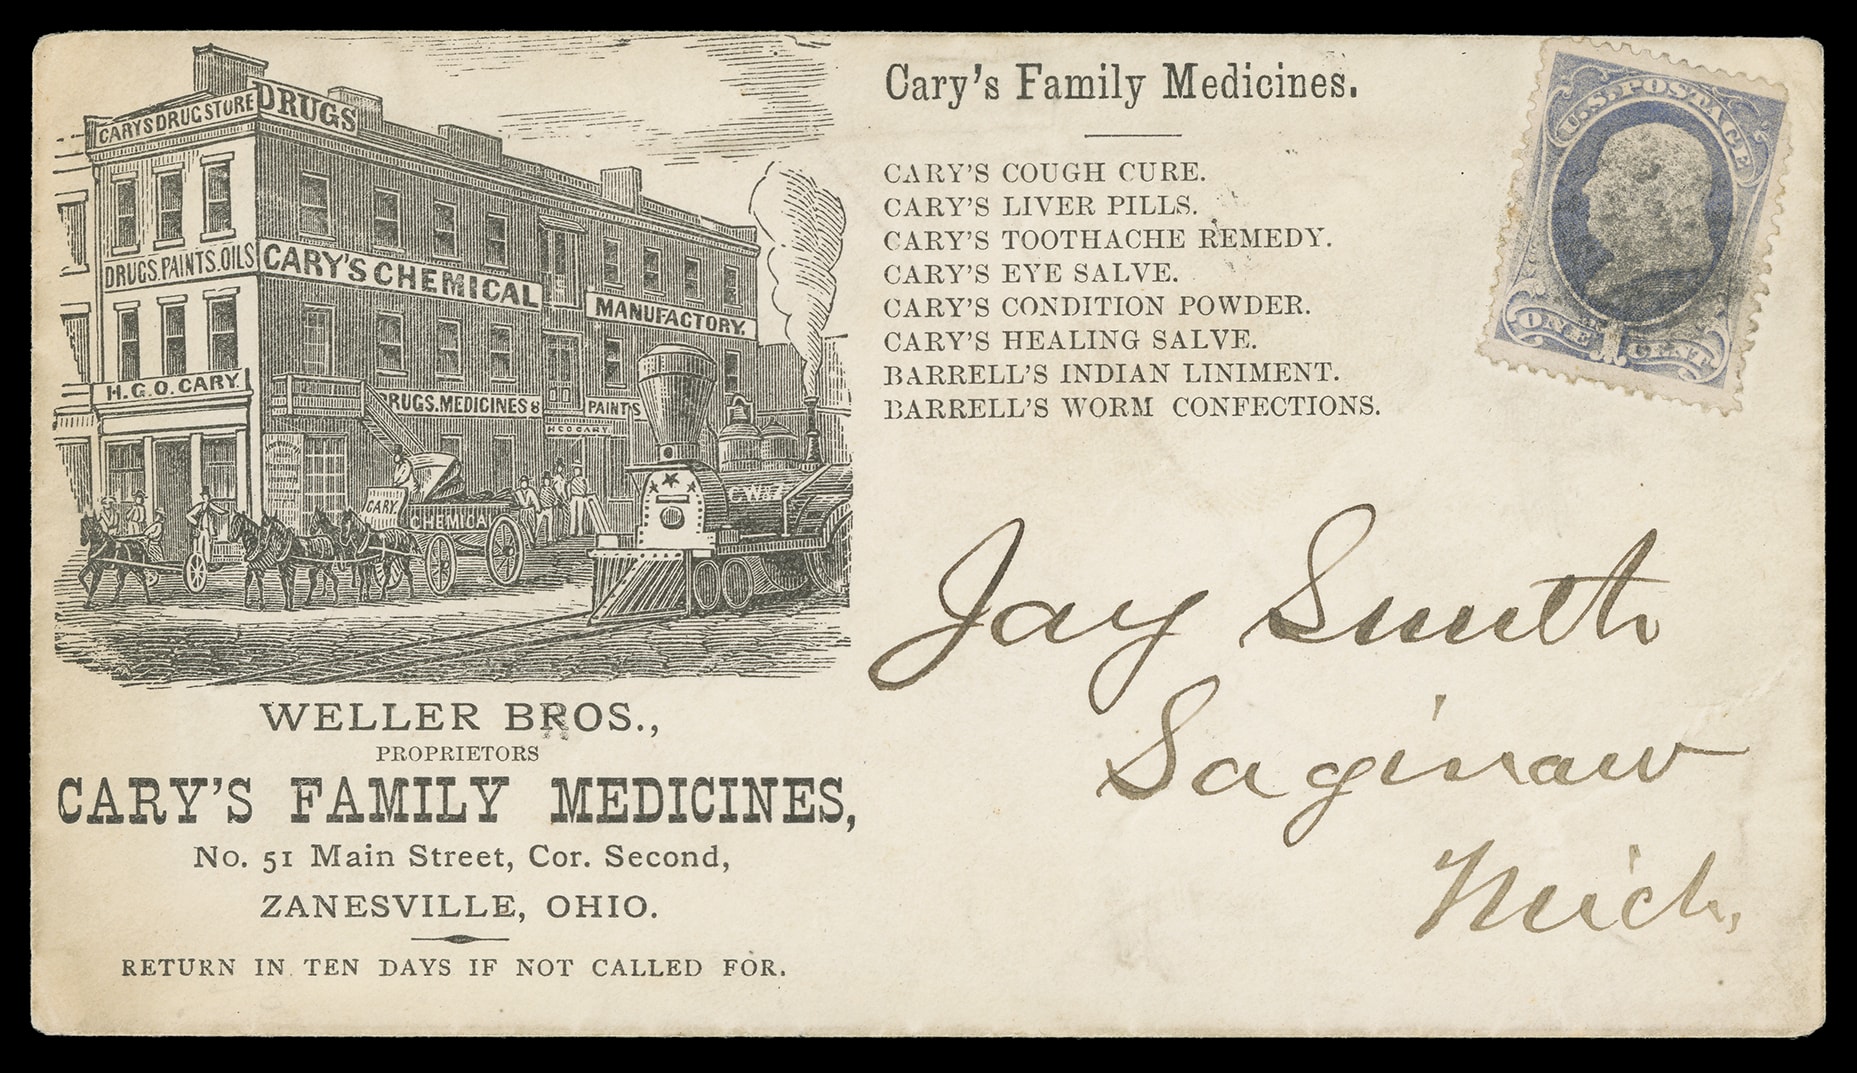 CARY'S DRUG STORE
DRUGS
DRUGS. PAINTS. OILS
CARY'S CHEMICAL
MANUFACTORY.
H. G. O. CARY.
DRUGS. MEDICINES &
PAINTS
H G O CARY.
CARY.
CHEMICA
WELLER BROS.,
PROPRIETORS
CARY'S FAMILY MEDICINES,
No. 51 Main Street, Cor. Second,
ZANESVILLE, OHIO.
RETURN IN TEN DAYS IF NOT CALLED FOR.
Cary's Family Medicines.
CARY'S COUGH CURE.
CARY'S LIVER PILLS.
CARY'S TOOTHACHE REMEDY.
CARY'S EYE SALVE.
CARY'S CONDITION POWDER.
CARY'S HEALING SALVE.
BARRELL'S INDIAN LINIMENT.
BARRELL'S WORM CONFECTIONS.
U.S. POSTAGE
ONE 1 CENT
Jay Smith
Saginaw
Mich.